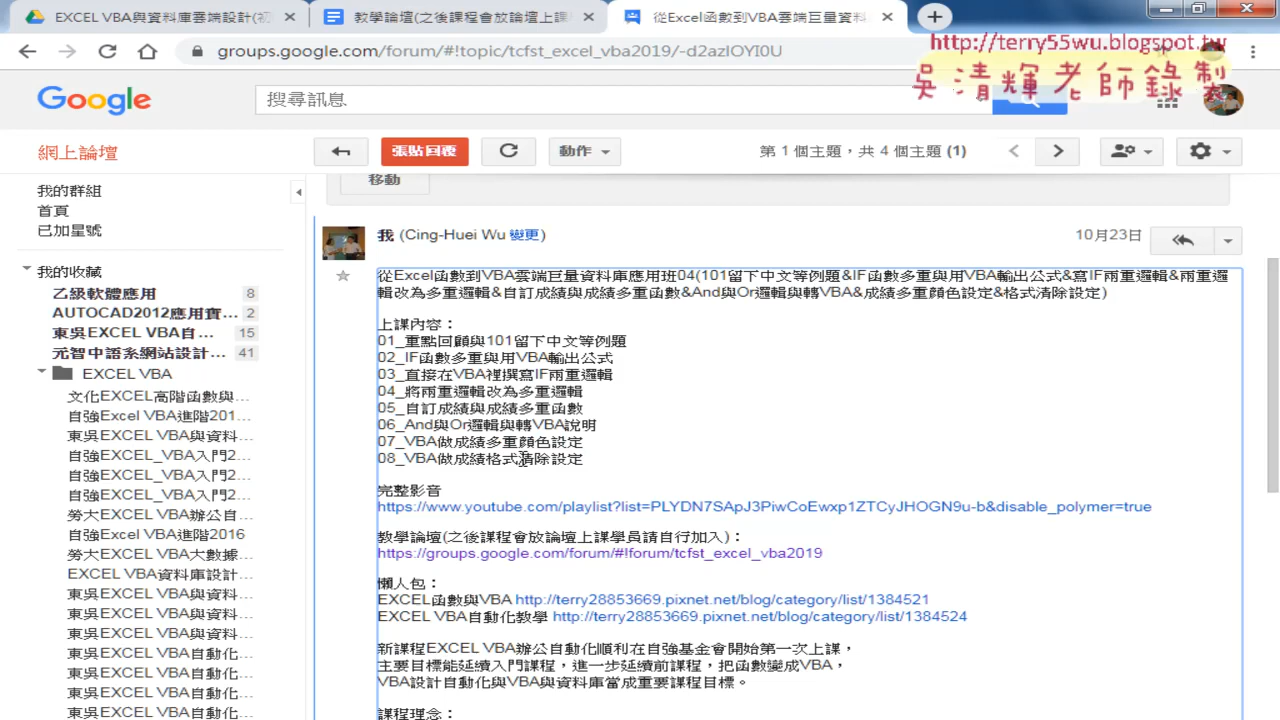 EXCEL VBA與資料庫雲端設計(初
教學論壇(之後課程會放論壇上課
從Excel函數到VBA雲端巨量資料
groups.google.com/forum/#!topic/tcfst_excel_vba2019/-d2azIOYI0U
http://terry55wu.blogspot.tw
吳清輝老師錄製
Google
搜尋訊息
網上論壇
張貼回覆
動作
第 1 個主題，共 4 個主題 (1)
我的群組
首頁
已加星號
我的收藏
乙級軟體應用 8
AUTOCAD2012應用實... 2
東吳EXCEL VBA自... 15
元智中語系網站設計... 41
EXCEL VBA
文化EXCEL高階函數與...
自強Excel VBA進階201...
東吳EXCEL VBA與資料...
自強EXCEL_VBA入門2...
自強EXCEL_VBA入門2...
自強EXCEL_VBA入門2...
勞大EXCEL VBA辦公自...
自強EXCEL VBA進階2016
勞大EXCEL VBA大數據...
EXCEL VBA資料庫設計...
東吳EXCEL VBA與資料...
東吳EXCEL VBA與資料...
東吳EXCEL VBA與資料...
東吳EXCEL VBA自動化...
東吳EXCEL VBA自動化...
東吳EXCEL VBA自動化...
東吳EXCEL VBA自動化...
移動
我 (Cing-Huei Wu 變更)
10月23日
從Excel函數到VBA雲端巨量資料庫應用班04(101留下中文等例題&IF函數多重與用VBA輸出公式&寫IF兩重邏輯&兩重邏
輯改為多重邏輯&自訂成績與成績多重函數&And與Or邏輯與轉VBA&成績多重顏色設定&格式清除設定)
上課內容：
01_重點回顧與101留下中文等例題
02_IF函數多重與用VBA輸出公式
03_直接在VBA裡撰寫IF兩重邏輯
04_將兩重邏輯改為多重邏輯
05_自訂成績與成績多重函數
06_And與Or邏輯與轉VBA說明
07_VBA做成績多重顏色設定
08_VBA做成績格式清除設定
完整影音
https://www.youtube.com/playlist?list=PLYDN7SApJ3PiwCoEwxp1ZTCyJHOGN9u-b&disable_polymer=true
教學論壇(之後課程會放論壇上課學員請自行加入)：
https://groups.google.com/forum/#!forum/tcfst_excel_vba2019
懶人包：
EXCEL函數與VBA http://terry28853669.pixnet.net/blog/category/list/1384521
EXCEL VBA自動化教學 http://terry28853669.pixnet.net/blog/category/list/1384524
新課程EXCEL VBA辦公自動化順利在自強基金會開始第一次上課，
主要目標能延續入門課程，進一步延續前課程，把函數變成VBA，
VBA設計自動化與VBA與資料庫當成重要課程目標。
課程理念：